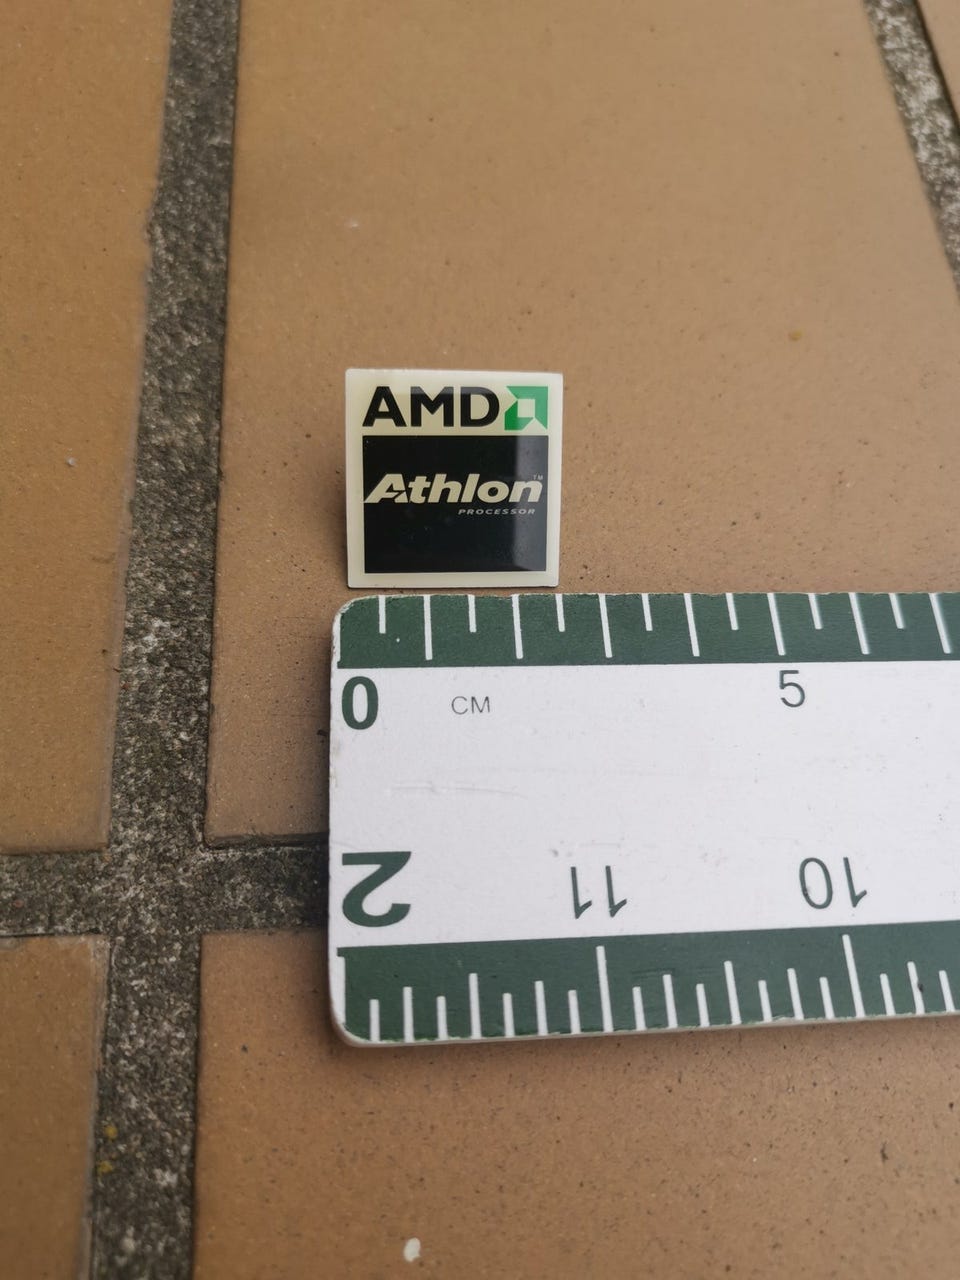 AMD
Athlon™
PROCESSOR
0 CM 5
2 11 10